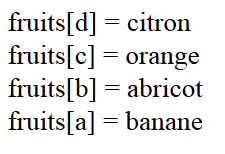 fruits[d] = citron
fruits[c] = orange
fruits[b] = abricot
fruits[a] = banane